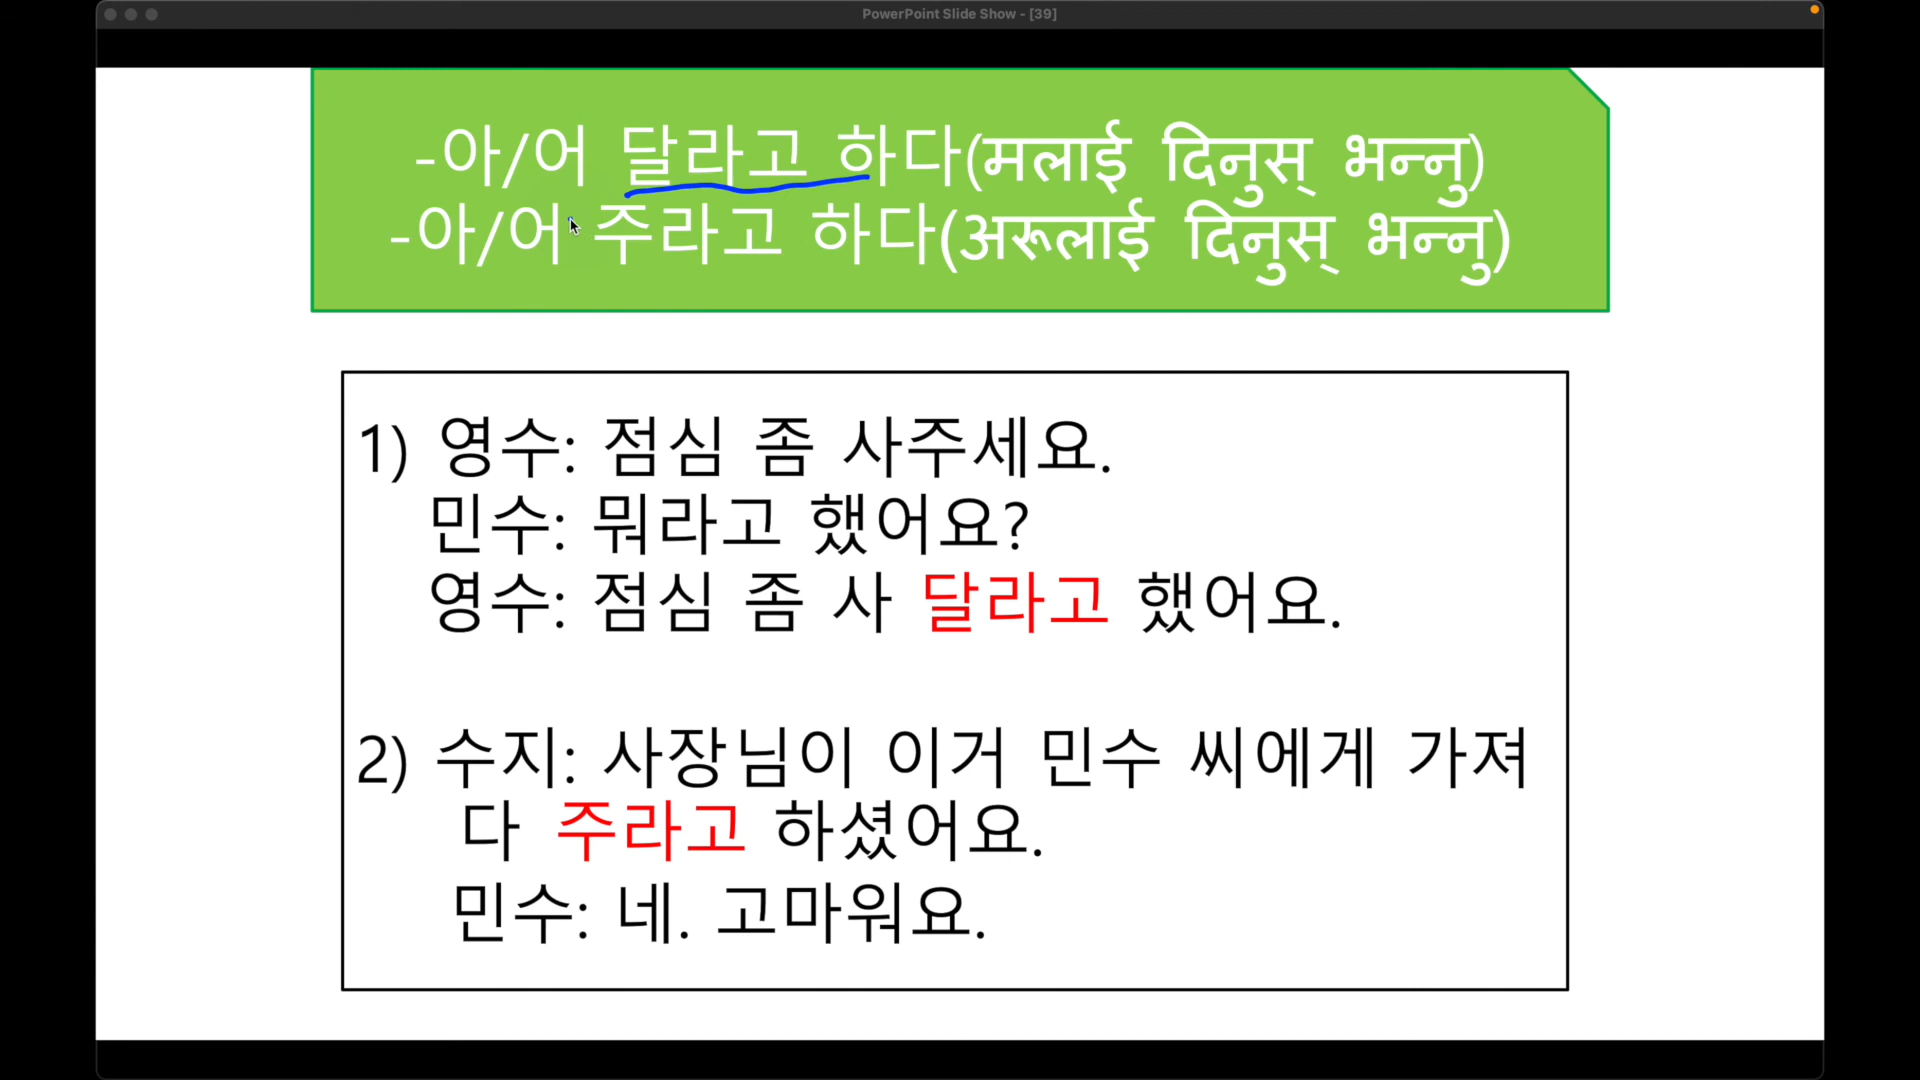 PowerPoint Slide Show - [39]
-아/어 달라고 하다(मलाई दिनुस् भन्नु)
-아/어 주라고 하다(अरूलाई दिनुस् भन्नु)
1) 영수: 점심 좀 사주세요.
민수: 뭐라고 했어요?
영수: 점심 좀 사 달라고 했어요.
2) 수지: 사장님이 이거 민수 씨에게 가져
다 주라고 하셨어요.
민수: 네. 고마워요.